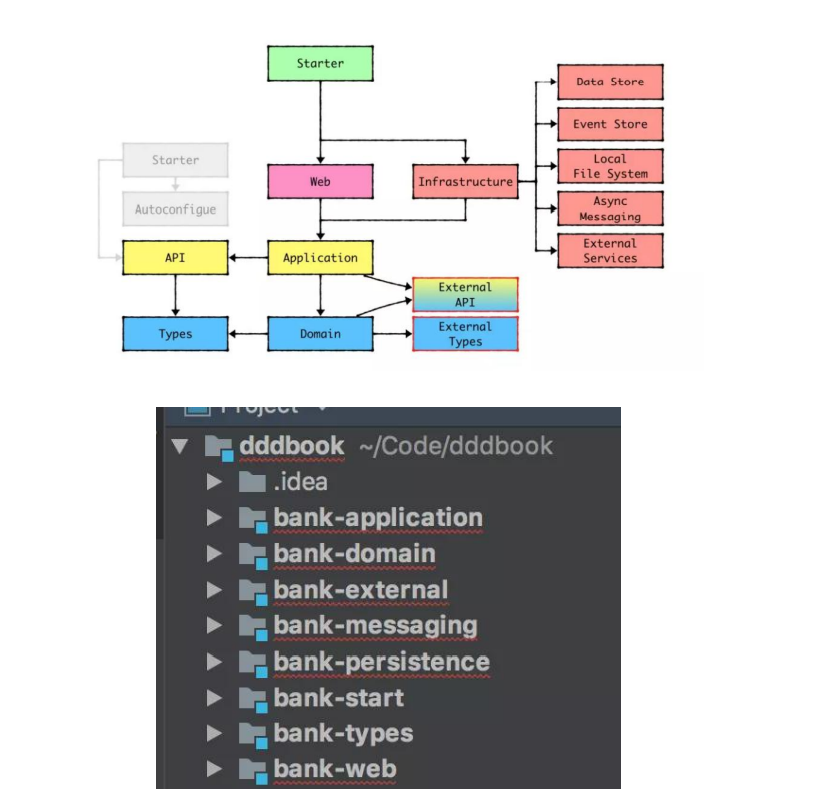 Starter
Data Store
Event Store
Starter
Local
File System
Web
Infrastructure
Autoconfigue
Async
Messaging
API
Application
External
Services
External
API
Types
Domain
External
Types
Project
dddbook ~/Code/dddbook
.idea
bank-application
bank-domain
bank-external
bank-messaging
bank-persistence
bank-start
bank-types
bank-web